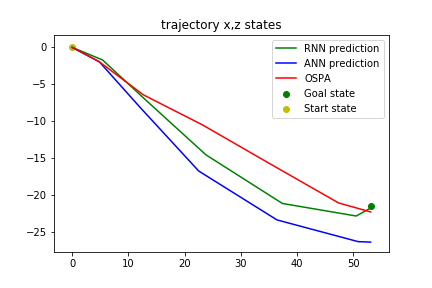 trajectory x,z states
RNN prediction
ANN prediction
OSPA
Goal state
Start state
0
−5
−10
−15
−20
−25
0 10 20 30 40 50